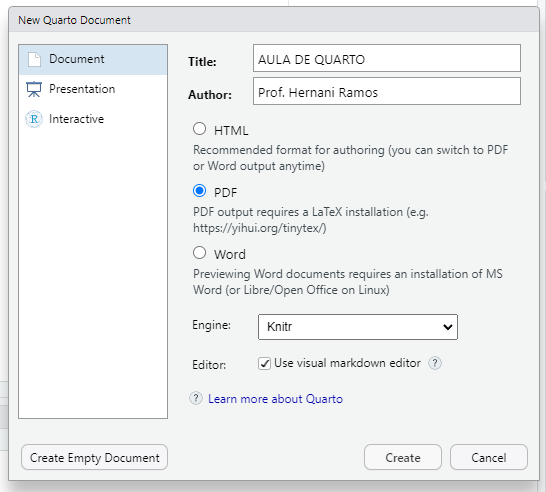 New Quarto Document
Document
Presentation
Interactive
Title: AULA DE QUARTO
Author: Prof. Hernani Ramos
HTML
Recommended format for authoring (you can switch to PDF
or Word output anytime)
PDF
PDF output requires a LaTeX installation (e.g.
https://yihui.org/tinytex/)
Word
Previewing Word documents requires an installation of MS
Word (or Libre/Open Office on Linux)
Engine: Knitr
Editor: Use visual markdown editor ?
? Learn more about Quarto
Create Empty Document Create Cancel